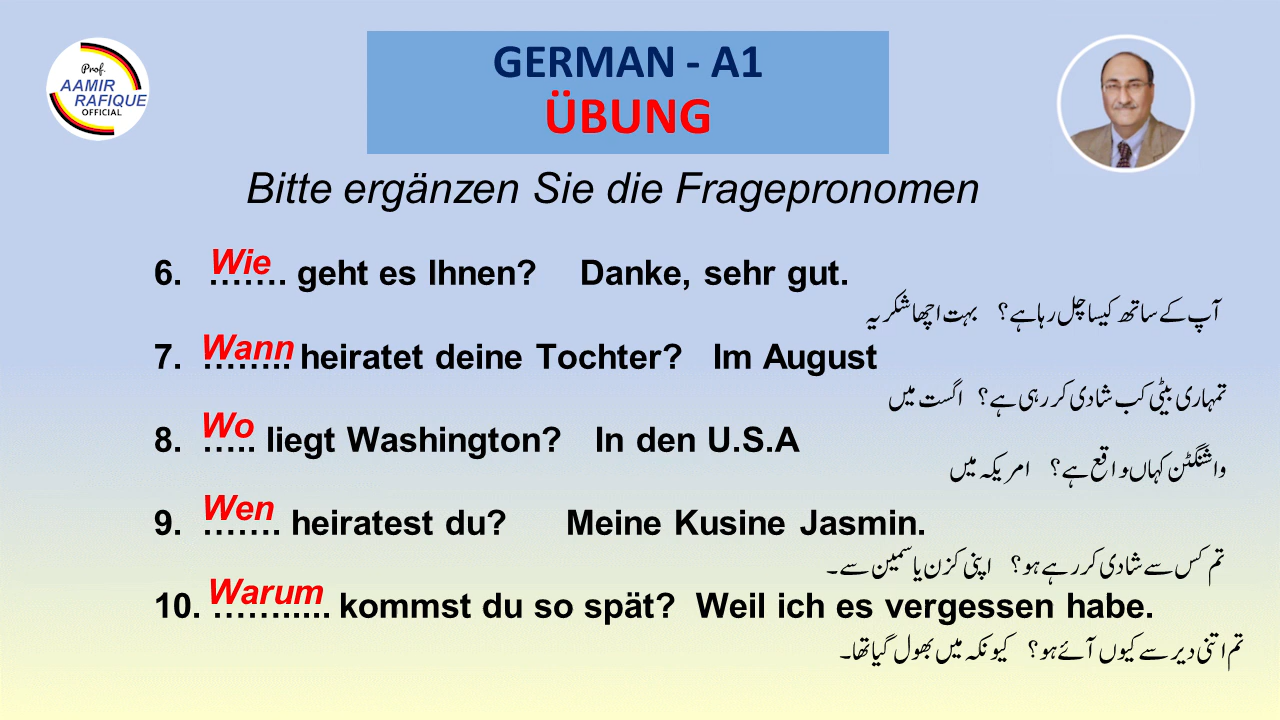 Prof.
AAMIR
RAFIQUE
OFFICIAL
GERMAN - A1
ÜBUNG
Bitte ergänzen Sie die Fragepronomen
6. Wie ……. geht es Ihnen? Danke, sehr gut.
آپ کے ساتھ کیسا چل رہا ہے؟ بہت اچھا شکریہ
7. Wann …….. heiratet deine Tochter? Im August
تمہاری بیٹی کب شادی کر رہی ہے؟ اگست میں
8. Wo ….. liegt Washington? In den U.S.A
واشنگٹن کہاں واقع ہے؟ امریکہ میں
9. Wen ……. heiratest du? Meine Kusine Jasmin.
تم کس سے شادی کر رہے ہو؟ اپنی کزن یاسمین سے۔
10. Warum ……..... kommst du so spät? Weil ich es vergessen habe.
تم اتنی دیر سے کیوں آئے ہو؟ کیونکہ میں بھول گیا تھا۔